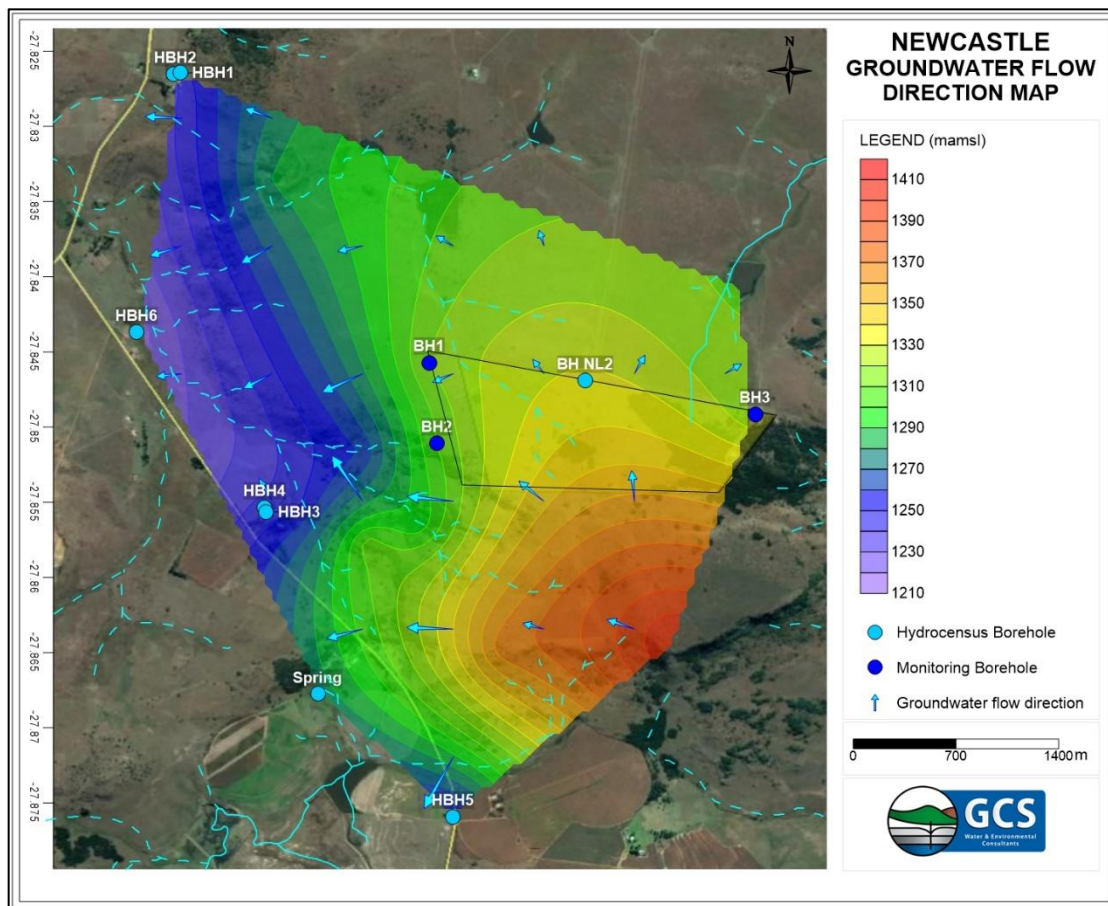 NEWCASTLE
GROUNDWATER FLOW
DIRECTION MAP
LEGEND (mamsl)
1410
1390
1370
1350
1330
1310
1290
1270
1250
1230
1210
Hydrocensus Borehole
Monitoring Borehole
Groundwater flow direction
0 700 1400m
GCS
Water & Environmental
Consultants
N
-27.825
-27.83
-27.835
-27.84
-27.845
-27.85
-27.855
-27.86
-27.865
-27.87
-27.875
HBH2
HBH1
HBH6
BH1
BH NL2
BH3
BH2
HBH4
HBH3
Spring
HBH5